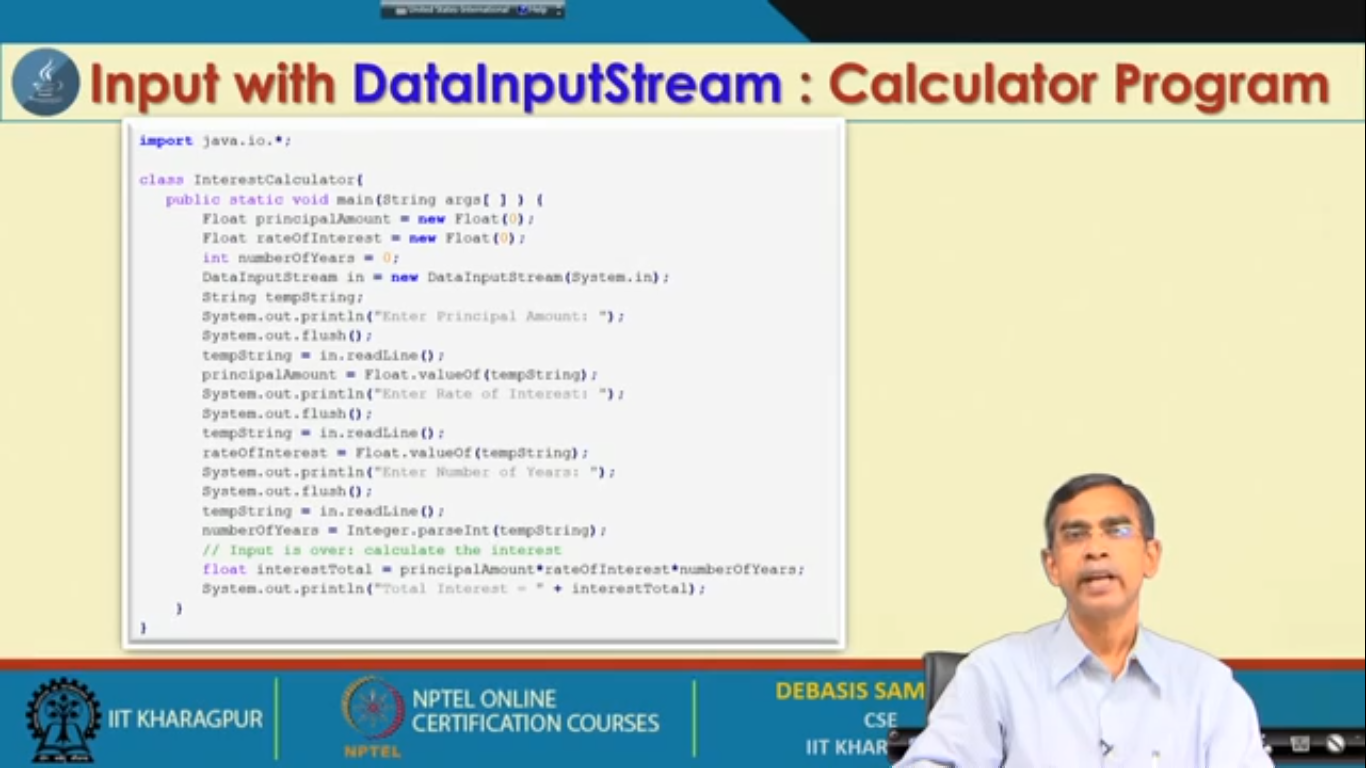 United States International Help
Input with DataInputStream : Calculator Program
import java.io.*;
class InterestCalculator{
public static void main(String args[ ] ) {
Float principalAmount = new Float(0);
Float rateOfInterest = new Float(0);
int numberOfYears = 0;
DataInputStream in = new DataInputStream(System.in);
String tempString;
System.out.println("Enter Principal Amount: ");
System.out.flush();
tempString = in.readLine();
principalAmount = Float.valueOf(tempString);
System.out.println("Enter Rate of Interest: ");
System.out.flush();
tempString = in.readLine();
rateOfInterest = Float.valueOf(tempString);
System.out.println("Enter Number of Years: ");
System.out.flush();
tempString = in.readLine();
numberOfYears = Integer.parseInt(tempString);
// Input is over: calculate the interest
float interestTotal = principalAmount*rateOfInterest*numberOfYears;
System.out.println("Total Interest = " + interestTotal);
}
}
IIT KHARAGPUR
NPTEL
NPTEL ONLINE
CERTIFICATION COURSES
DEBASIS SAM
CSE
IIT KHAR